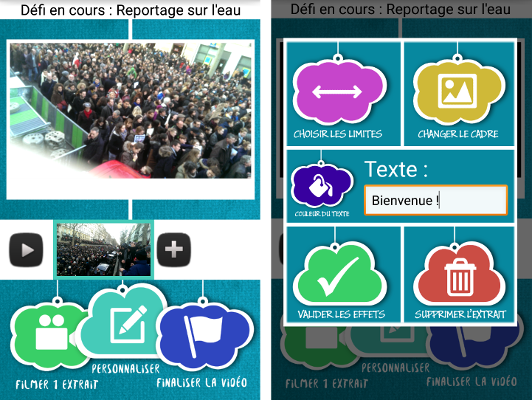 Défi en cours : Reportage sur l'eau
PERSONNALISER
FILMER 1 EXTRAIT
FINALISER LA VIDÉO
Défi en cours : Reportage sur l'eau
CHOISIR LES LIMITES
CHANGER LE CADRE
Texte :
Bienvenue !
COULEUR DU TEXTE
VALIDER LES EFFETS
SUPPRIMER L'EXTRAIT
PERSONNALISER
FILMER 1 EXTRAIT
FINALISER LA VIDÉO